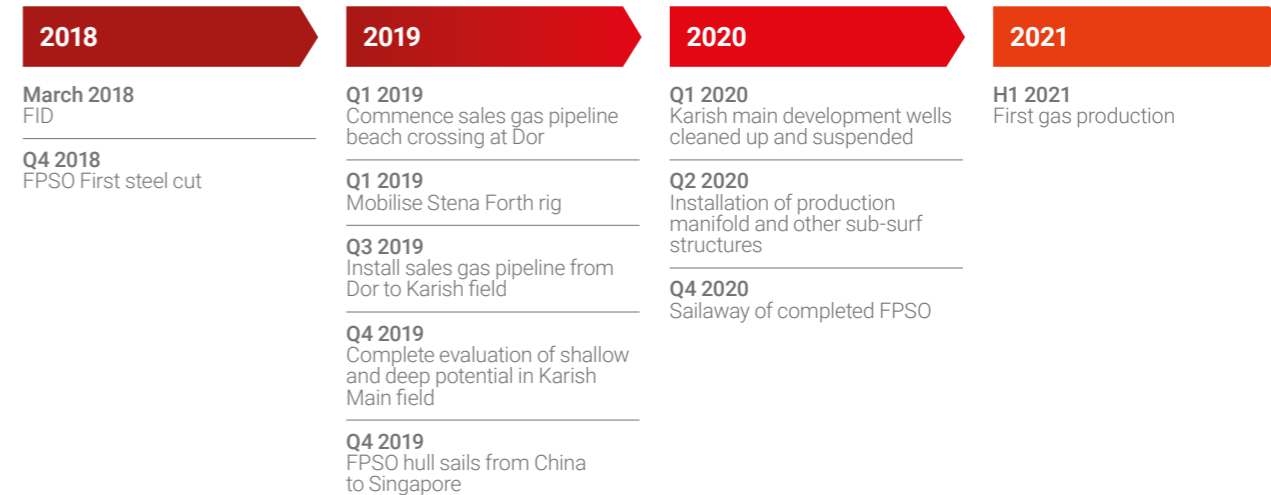 2018
March 2018
FID
Q4 2018
FPSO First steel cut
2019
Q1 2019
Commence sales gas pipeline
beach crossing at Dor
Q1 2019
Mobilise Stena Forth rig
Q3 2019
Install sales gas pipeline from
Dor to Karish field
Q4 2019
Complete evaluation of shallow
and deep potential in Karish
Main field
Q4 2019
FPSO hull sails from China
to Singapore
2020
Q1 2020
Karish main development wells
cleaned up and suspended
Q2 2020
Installation of production
manifold and other sub-surf
structures
Q4 2020
Sailaway of completed FPSO
2021
H1 2021
First gas production